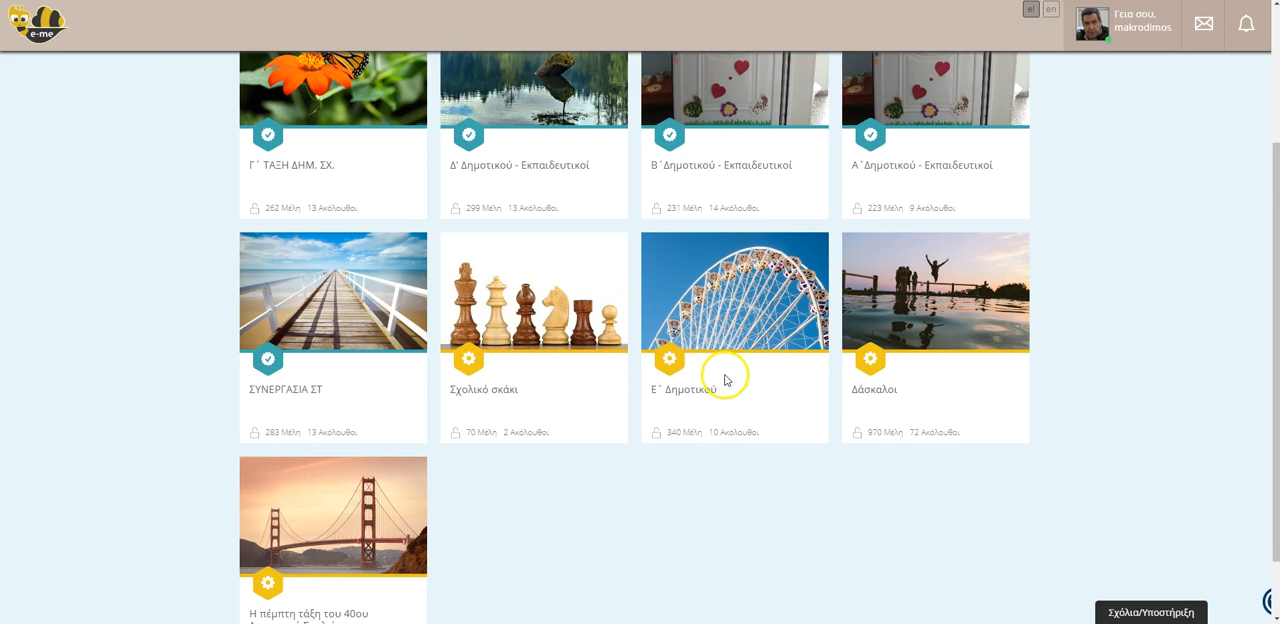 e-me
el en
Γεια σου,
makrodimos
Γ΄ ΤΑΞΗ ΔΗΜ. ΣΧ.
Δ' Δημοτικού - Εκπαιδευτικοί
Β΄Δημοτικού - Εκπαιδευτικοί
Α΄Δημοτικού - Εκπαιδευτικοί
262 Μέλη 13 Ακόλουθοι
299 Μέλη 13 Ακόλουθοι
231 Μέλη 14 Ακόλουθοι
223 Μέλη 9 Ακόλουθοι
ΣΥΝΕΡΓΑΣΙΑ ΣΤ
Σχολικό σκάκι
Ε΄ Δημοτικού
Δάσκαλοι
283 Μέλη 13 Ακόλουθοι
70 Μέλη 2 Ακόλουθοι
340 Μέλη 10 Ακόλουθοι
970 Μέλη 72 Ακόλουθοι
Η πέμπτη τάξη του 40ου
Σχόλια/Υποστήριξη